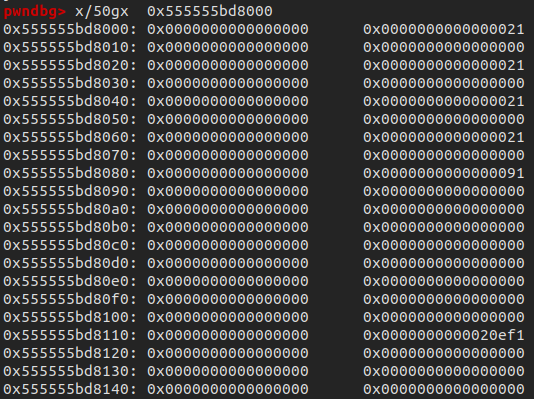 pwndbg> x/50gx 0x555555bd8000
0x555555bd8000: 0x0000000000000000 0x0000000000000021
0x555555bd8010: 0x0000000000000000 0x0000000000000000
0x555555bd8020: 0x0000000000000000 0x0000000000000021
0x555555bd8030: 0x0000000000000000 0x0000000000000000
0x555555bd8040: 0x0000000000000000 0x0000000000000021
0x555555bd8050: 0x0000000000000000 0x0000000000000000
0x555555bd8060: 0x0000000000000000 0x0000000000000021
0x555555bd8070: 0x0000000000000000 0x0000000000000000
0x555555bd8080: 0x0000000000000000 0x0000000000000091
0x555555bd8090: 0x0000000000000000 0x0000000000000000
0x555555bd80a0: 0x0000000000000000 0x0000000000000000
0x555555bd80b0: 0x0000000000000000 0x0000000000000000
0x555555bd80c0: 0x0000000000000000 0x0000000000000000
0x555555bd80d0: 0x0000000000000000 0x0000000000000000
0x555555bd80e0: 0x0000000000000000 0x0000000000000000
0x555555bd80f0: 0x0000000000000000 0x0000000000000000
0x555555bd8100: 0x0000000000000000 0x0000000000000000
0x555555bd8110: 0x0000000000000000 0x0000000000020ef1
0x555555bd8120: 0x0000000000000000 0x0000000000000000
0x555555bd8130: 0x0000000000000000 0x0000000000000000
0x555555bd8140: 0x0000000000000000 0x0000000000000000